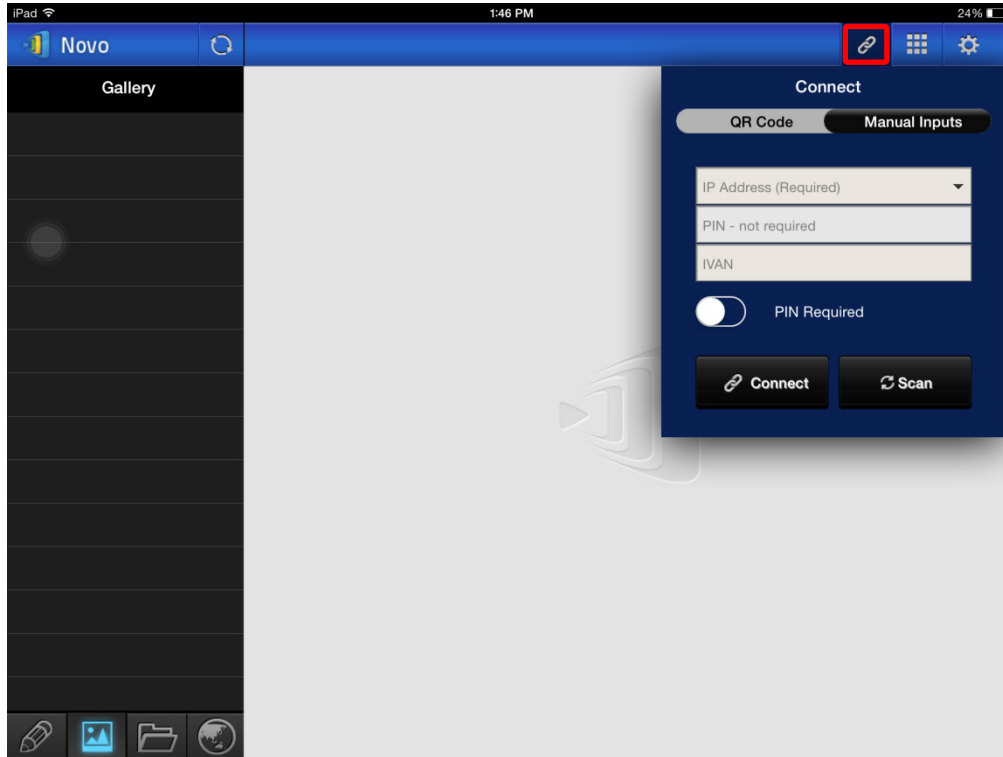 iPad 1:46 PM 24%
Novo
Gallery
Connect
QR Code Manual Inputs
IP Address (Required)
PIN - not required
IVAN
PIN Required
Connect Scan